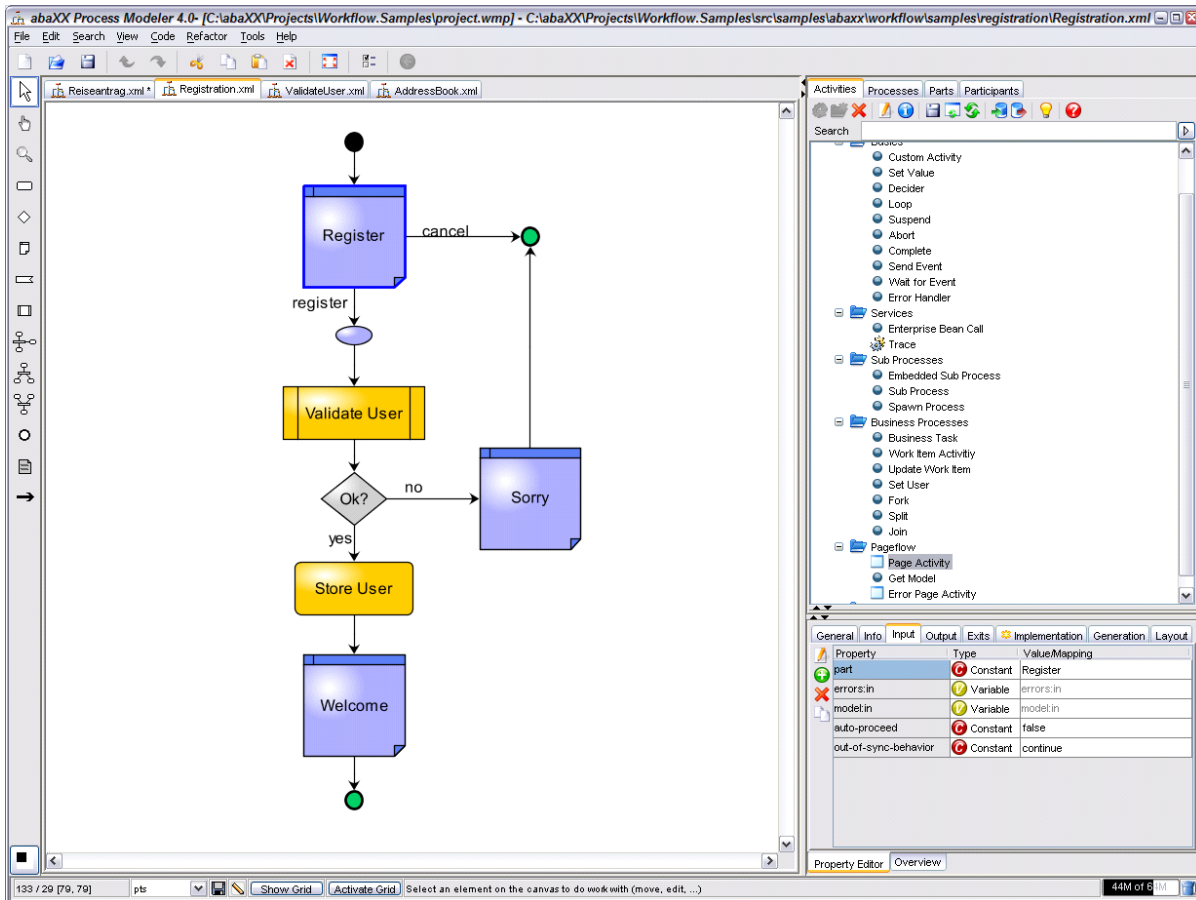 abaXX Process Modeler 4.0- [C:\abaXX\Projects\Workflow.Samples\project.wmp] - C:\abaXX\Projects\Workflow.Samples\src\samples\abaxx\workflow\samples\registration\Registration.xml
File Edit Search View Code Refactor Tools Help
Reiseantrag.xml * Registration.xml ValidateUser.xml AddressBook.xml
Register
cancel
register
Validate User
Ok?
no
Sorry
yes
Store User
Welcome
Activities Processes Parts Participants
Search
Basics
Custom Activity
Set Value
Decider
Loop
Suspend
Abort
Complete
Send Event
Wait for Event
Error Handler
Services
Enterprise Bean Call
Trace
Sub Processes
Embedded Sub Process
Sub Process
Spawn Process
Business Processes
Business Task
Work Item Activitiy
Update Work Item
Set User
Fork
Split
Join
Pageflow
Page Activity
Get Model
Error Page Activity
General Info Input Output Exits Implementation Generation Layout
Property Type Value/Mapping
part C Constant Register
errors:in V Variable errors:in
model:in V Variable model:in
auto-proceed C Constant false
out-of-sync-behavior C Constant continue
Property Editor Overview
133 / 29 [79, 79] pts Show Grid Activate Grid Select an element on the canvas to do work with (move, edit, ...) 44M of 64M